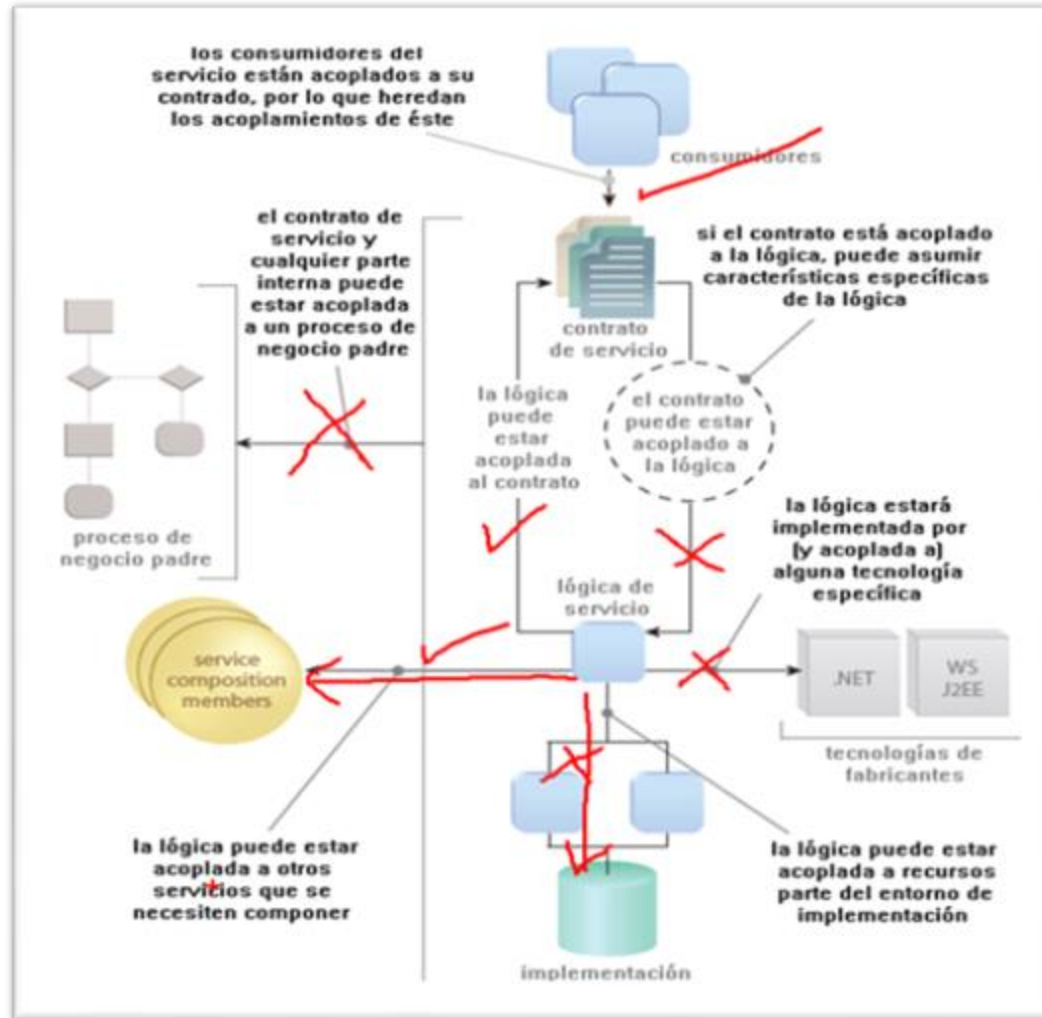 los consumidores del
servicio están acoplados a su
contrado, por lo que heredan
los acoplamientos de éste
consumidores
el contrato de
servicio y
cualquier parte
interna puede
estar acoplada
a un proceso de
negocio padre
si el contrato está acoplado
a la lógica, puede asumir
características específicas
de la lógica
contrato
de servicio
la lógica
puede
estar
acoplada
al contrato
el contrato
puede estar
acoplado a
la lógica
proceso de
negocio padre
la lógica estará
implementada por
(y acoplada a)
alguna tecnología
específica
lógica de
servicio
service
composition
members
.NET
WS
J2EE
tecnologías de
fabricantes
la lógica puede estar
acoplada a otros
servicios que se
necesiten componer
la lógica puede estar
acoplada a recursos
parte del entorno de
implementación
implementación